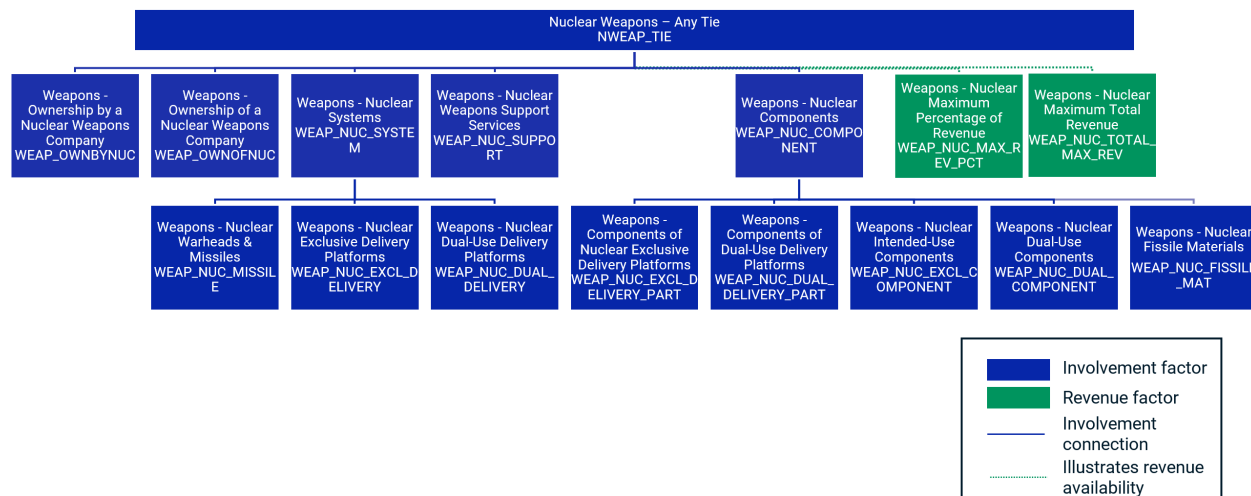 Nuclear Weapons – Any Tie
NWEAP_TIE
Weapons -
Ownership by a
Nuclear Weapons
Company
WEAP_OWNBYNUC
Weapons -
Ownership of a
Nuclear Weapons
Company
WEAP_OWNOFNUC
Weapons - Nuclear
Systems
WEAP_NUC_SYSTE
M
Weapons - Nuclear
Weapons Support
Services
WEAP_NUC_SUPPO
RT
Weapons - Nuclear
Components
WEAP_NUC_COMPO
NENT
Weapons - Nuclear
Maximum
Percentage of
Revenue
WEAP_NUC_MAX_R
EV_PCT
Weapons - Nuclear
Maximum Total
Revenue
WEAP_NUC_TOTAL_
MAX_REV
Weapons - Nuclear
Warheads &
Missiles
WEAP_NUC_MISSIL
E
Weapons - Nuclear
Exclusive Delivery
Platforms
WEAP_NUC_EXCL_D
ELIVERY
Weapons - Nuclear
Dual-Use Delivery
Platforms
WEAP_NUC_DUAL_
DELIVERY
Weapons -
Components of
Nuclear Exclusive
Delivery Platforms
WEAP_NUC_EXCL_D
ELIVERY_PART
Weapons -
Components of
Dual-Use Delivery
Platforms
WEAP_NUC_DUAL_
DELIVERY_PART
Weapons - Nuclear
Intended-Use
Components
WEAP_NUC_EXCL_C
OMPONENT
Weapons - Nuclear
Dual-Use
Components
WEAP_NUC_DUAL_
COMPONENT
Weapons - Nuclear
Fissile Materials
WEAP_NUC_FISSIL
_MAT
Involvement factor
Revenue factor
Involvement
connection
Illustrates revenue
availability